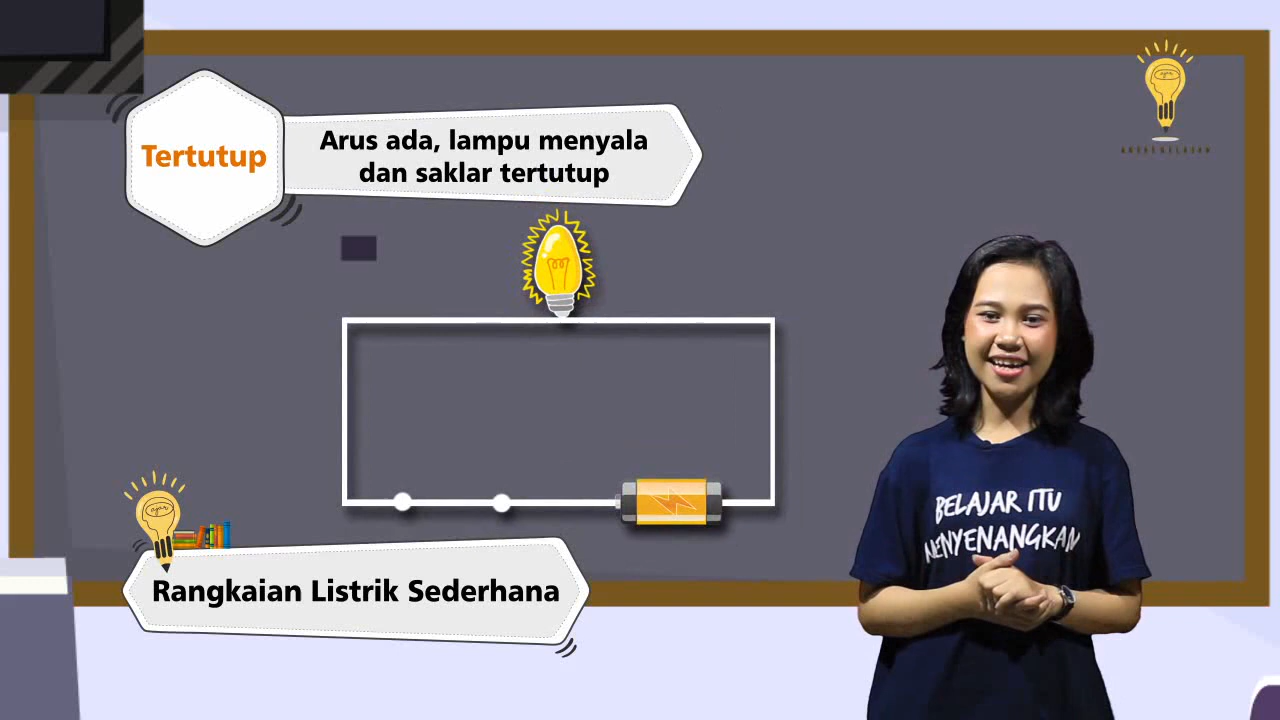 Tertutup
Arus ada, lampu menyala
dan saklar tertutup
BELAJAR ITU
MENYENANGKAN
Rangkaian Listrik Sederhana